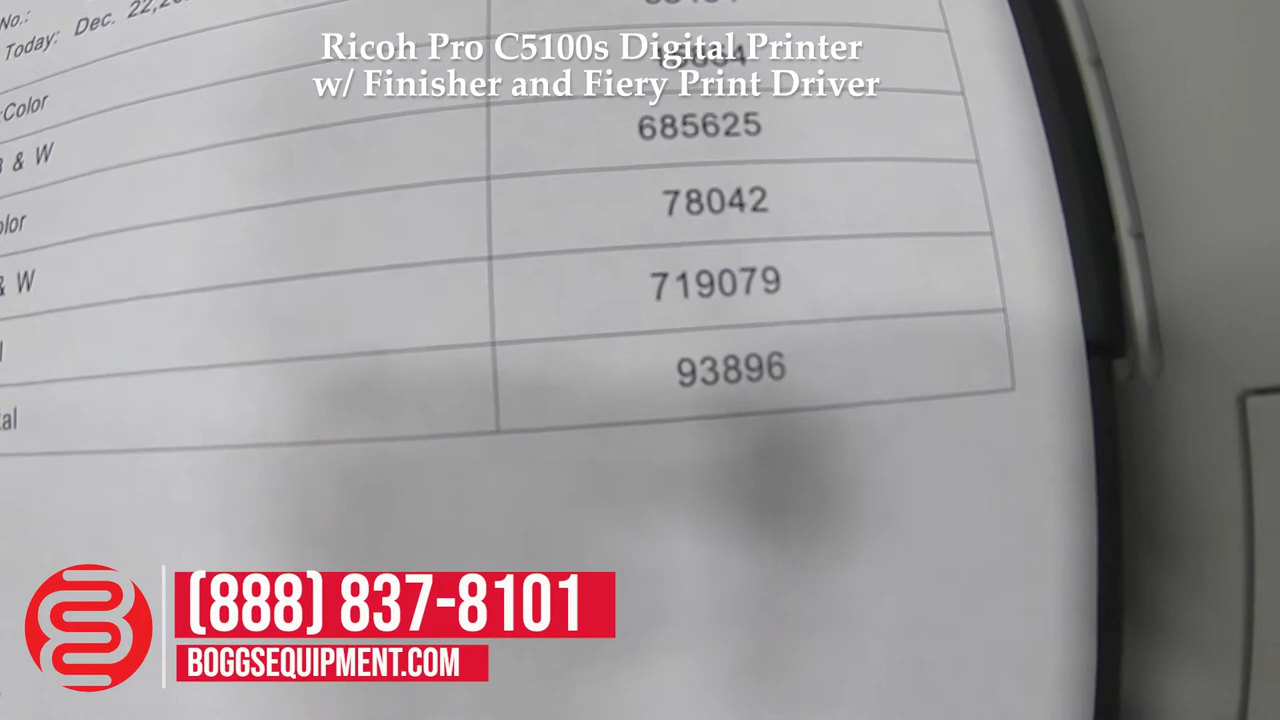 No.:
Today: Dec. 22,20
Ricoh Pro C5100s Digital Printer
w/ Finisher and Fiery Print Driver
Color
& W
685625
olor
78042
& W
719079
93896
tal
(888) 837-8101
BOGGSEQUIPMENT.COM